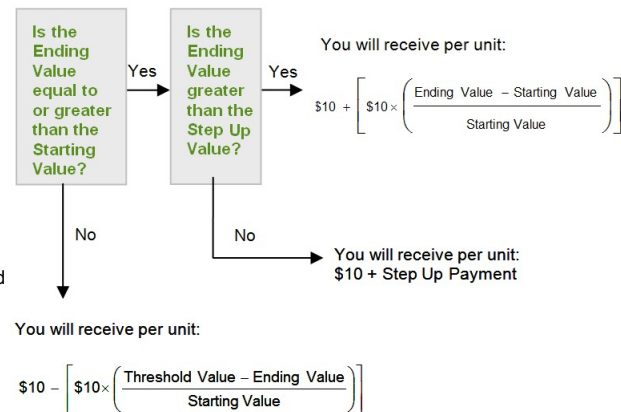 Is the
Ending
Value
equal to
or greater
than the
Starting
Value?
Yes
Is the
Ending
Value
greater
than the
Step Up
Value?
Yes
You will receive per unit:
$10 + [ $10 × ( Ending Value – Starting Value
Starting Value ) ]
No
No
You will receive per unit:
$10 + Step Up Payment
d
You will receive per unit:
$10 – [ $10× ( Threshold Value – Ending Value
Starting Value ) ]